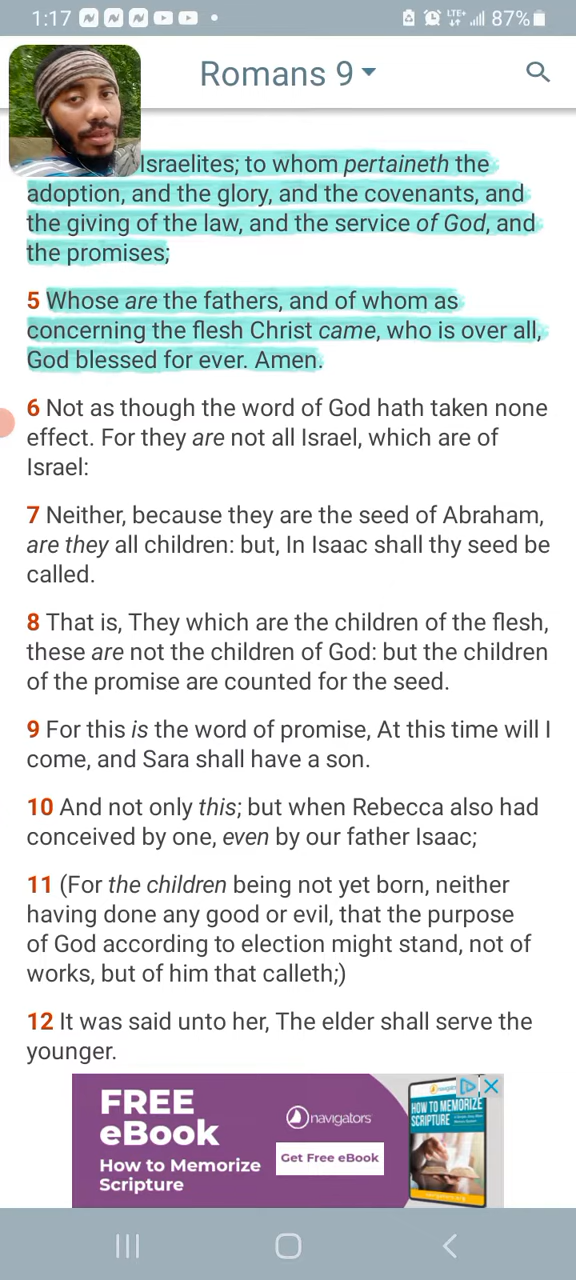 1:17
LTE+
87%
Romans 9
Israelites; to whom pertaineth the
adoption, and the glory, and the covenants, and
the giving of the law, and the service of God, and
the promises;
5 Whose are the fathers, and of whom as
concerning the flesh Christ came, who is over all,
God blessed for ever. Amen.
6 Not as though the word of God hath taken none
effect. For they are not all Israel, which are of
Israel:
7 Neither, because they are the seed of Abraham,
are they all children: but, In Isaac shall thy seed be
called.
8 That is, They which are the children of the flesh,
these are not the children of God: but the children
of the promise are counted for the seed.
9 For this is the word of promise, At this time will I
come, and Sara shall have a son.
10 And not only this; but when Rebecca also had
conceived by one, even by our father Isaac;
11 (For the children being not yet born, neither
having done any good or evil, that the purpose
of God according to election might stand, not of
works, but of him that calleth;)
12 It was said unto her, The elder shall serve the
younger.
FREE
eBook
How to Memorize
Scripture
navigators
Get Free eBook
navigators
HOW TO MEMORIZE
SCRIPTURE